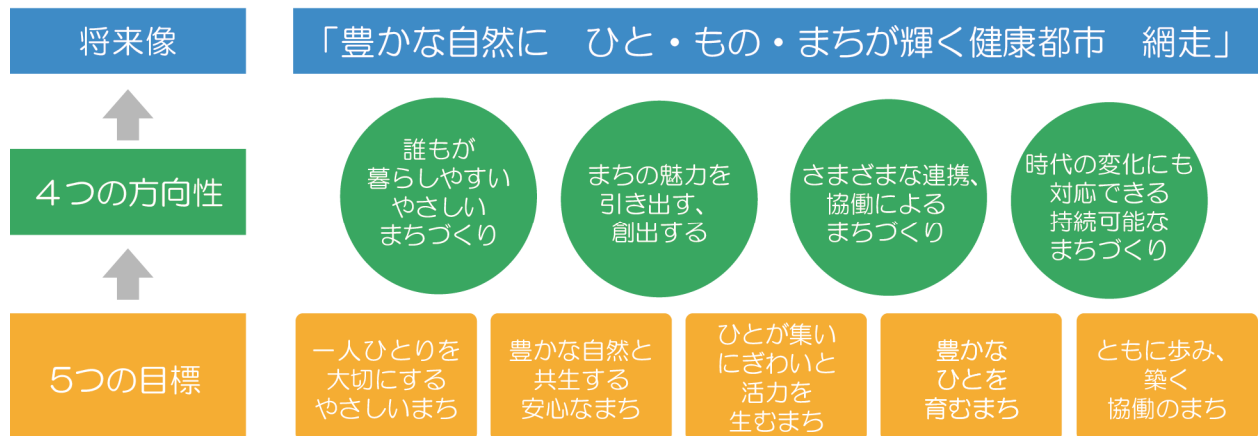 将来像
「豊かな自然に　ひと・もの・まちが輝く健康都市　網走」
４つの方向性
誰もが
暮らしやすい
やさしい
まちづくり
まちの魅力を
引き出す、
創出する
さまざまな連携、
協働による
まちづくり
時代の変化にも
対応できる
持続可能な
まちづくり
５つの目標
一人ひとりを
大切にする
やさしいまち
豊かな自然と
共生する
安心なまち
ひとが集い
にぎわいと
活力を
生むまち
豊かな
ひとを
育むまち
ともに歩み、
築く
協働のまち